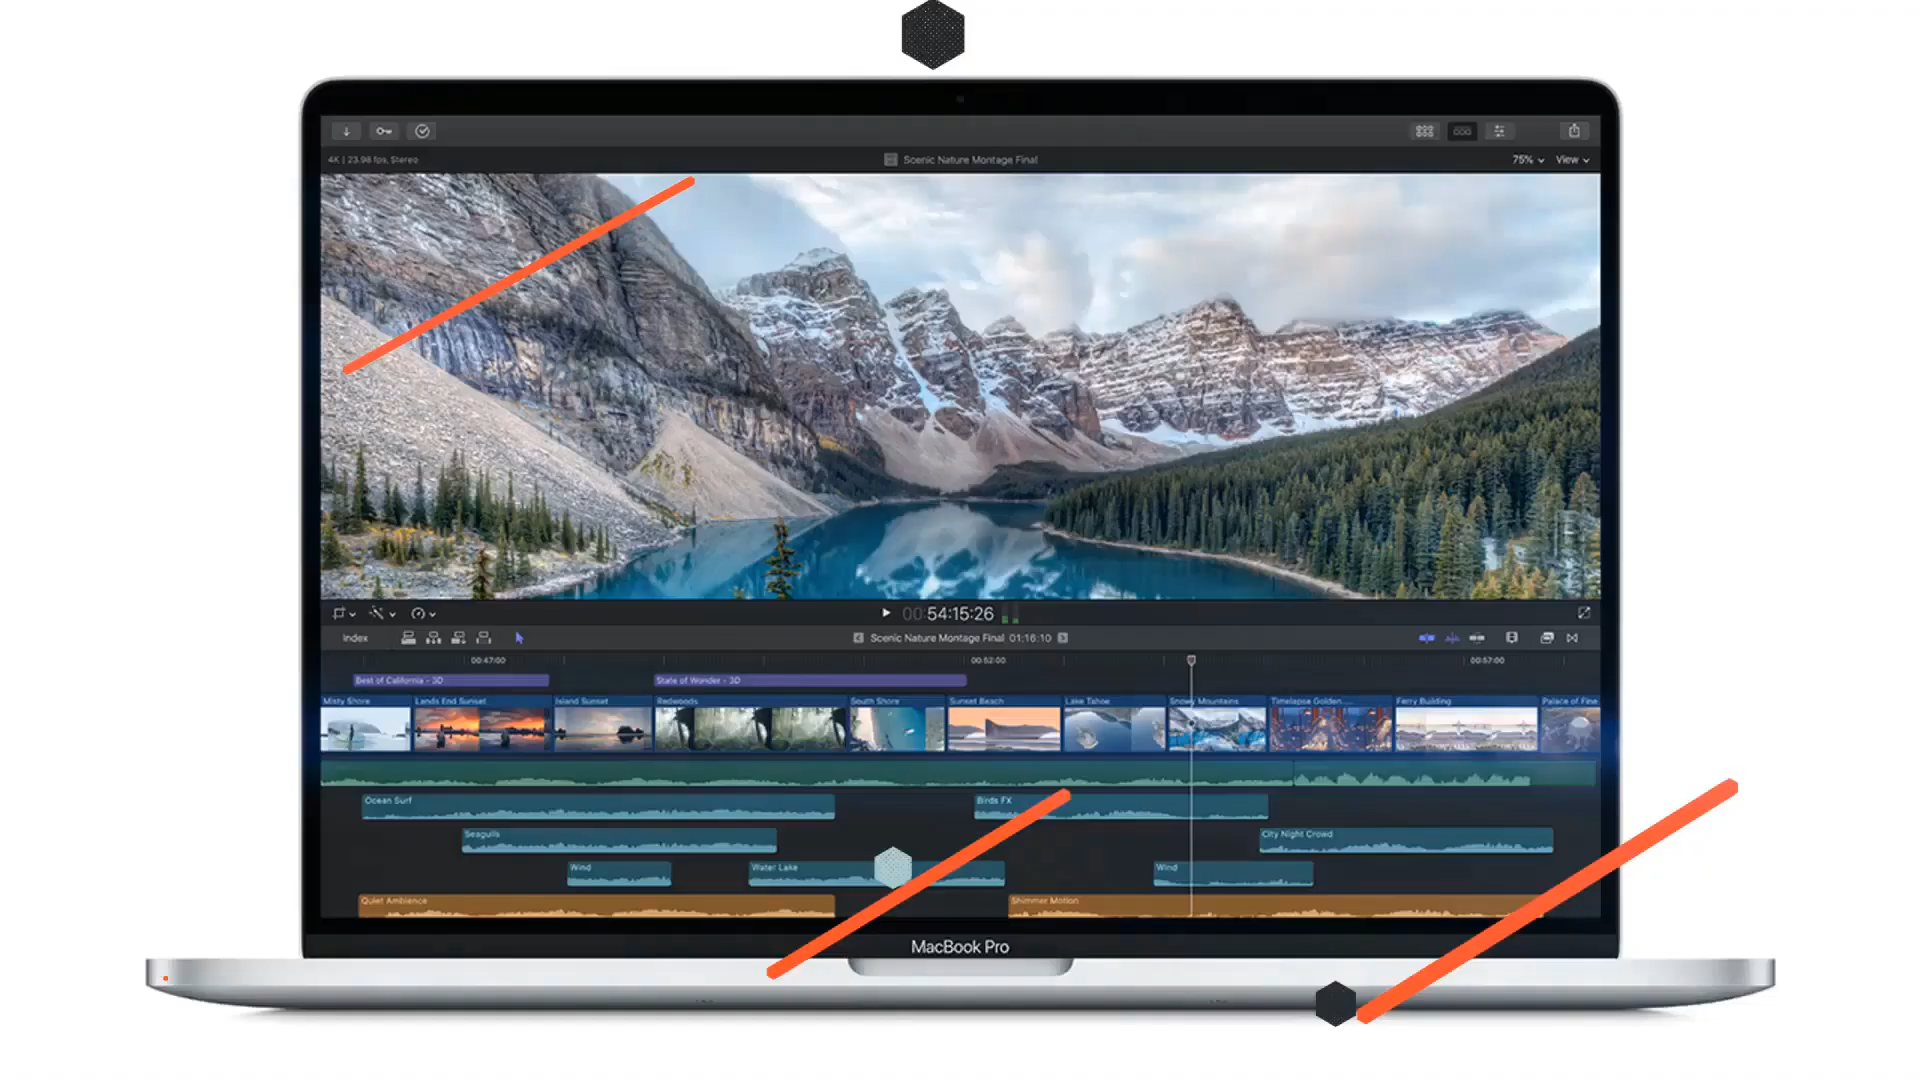 4K | 23.98 fps, Stereo
Scenic Nature Montage Final
75%
View
00:54:15:26
Index
Scenic Nature Montage Final 01:16:10
00:47:00
00:52:00
00:57:00
Best of California - 3D
State of Wonder - 3D
Misty Shore
Lands End Sunset
Island Sunset
Redwoods
South Shore
Sunset Beach
Lake Tahoe
Snowy Mountains
Timelapse Golden...
Ferry Building
Palace of Fine
Ocean Surf
Birds FX
Seagulls
City Night Crowd
Wind
Water Lake
Wind
Quiet Ambience
Shimmer Motion
MacBook Pro